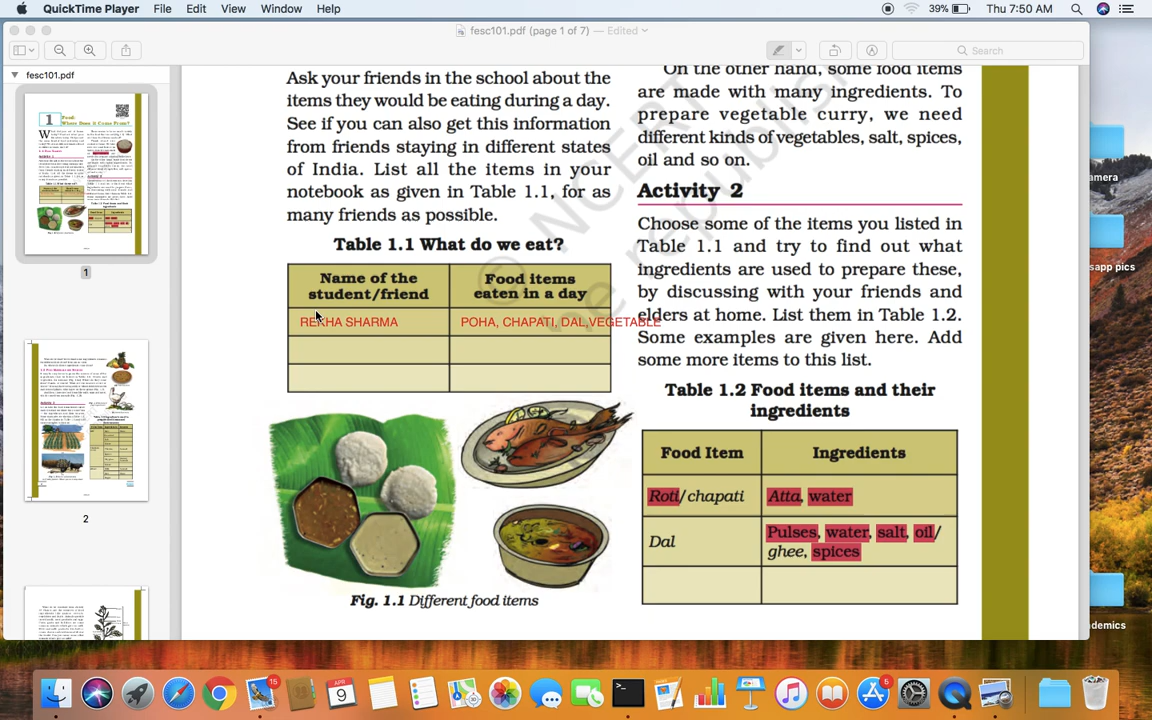 QuickTime Player File Edit View Window Help
39% Thu 7:50 AM
fesc101.pdf (page 1 of 7) — Edited
Search
fesc101.pdf
1
2
Ask your friends in the school about the
items they would be eating during a day.
See if you can also get this information
from friends staying in different states
of India. List all the items in your
notebook as given in Table 1.1, for as
many friends as possible.
Table 1.1 What do we eat?
Name of the
student/friend
Food items
eaten in a day
REKHA SHARMA
POHA, CHAPATI, DAL,VEGETABLE
Fig. 1.1 Different food items
On the other hand, some food items
are made with many ingredients. To
prepare vegetable curry, we need
different kinds of vegetables, salt, spices,
oil and so on.
Activity 2
Choose some of the items you listed in
Table 1.1 and try to find out what
ingredients are used to prepare these,
by discussing with your friends and
elders at home. List them in Table 1.2.
Some examples are given here. Add
some more items to this list.
Table 1.2 Food items and their
ingredients
Food Item Ingredients
Roti/chapati Atta, water
Dal
Pulses, water, salt, oil/
ghee, spices
© NCERT
be republis
amera
sapp pics
demics
15
APR
9
5